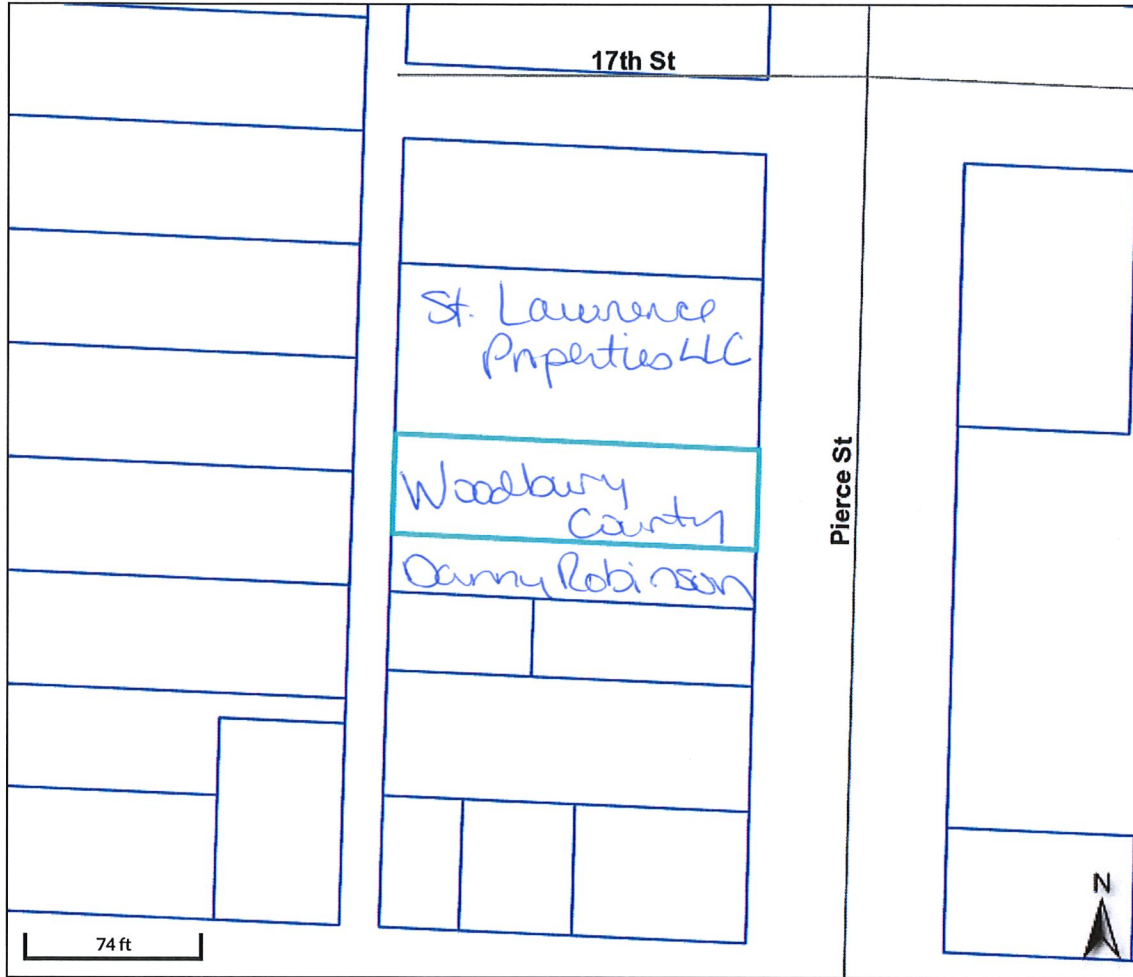 17th St
St. Lawrence
Properties LLC
Woodbury
County
Danny Robinson
Pierce St
N
74 ft